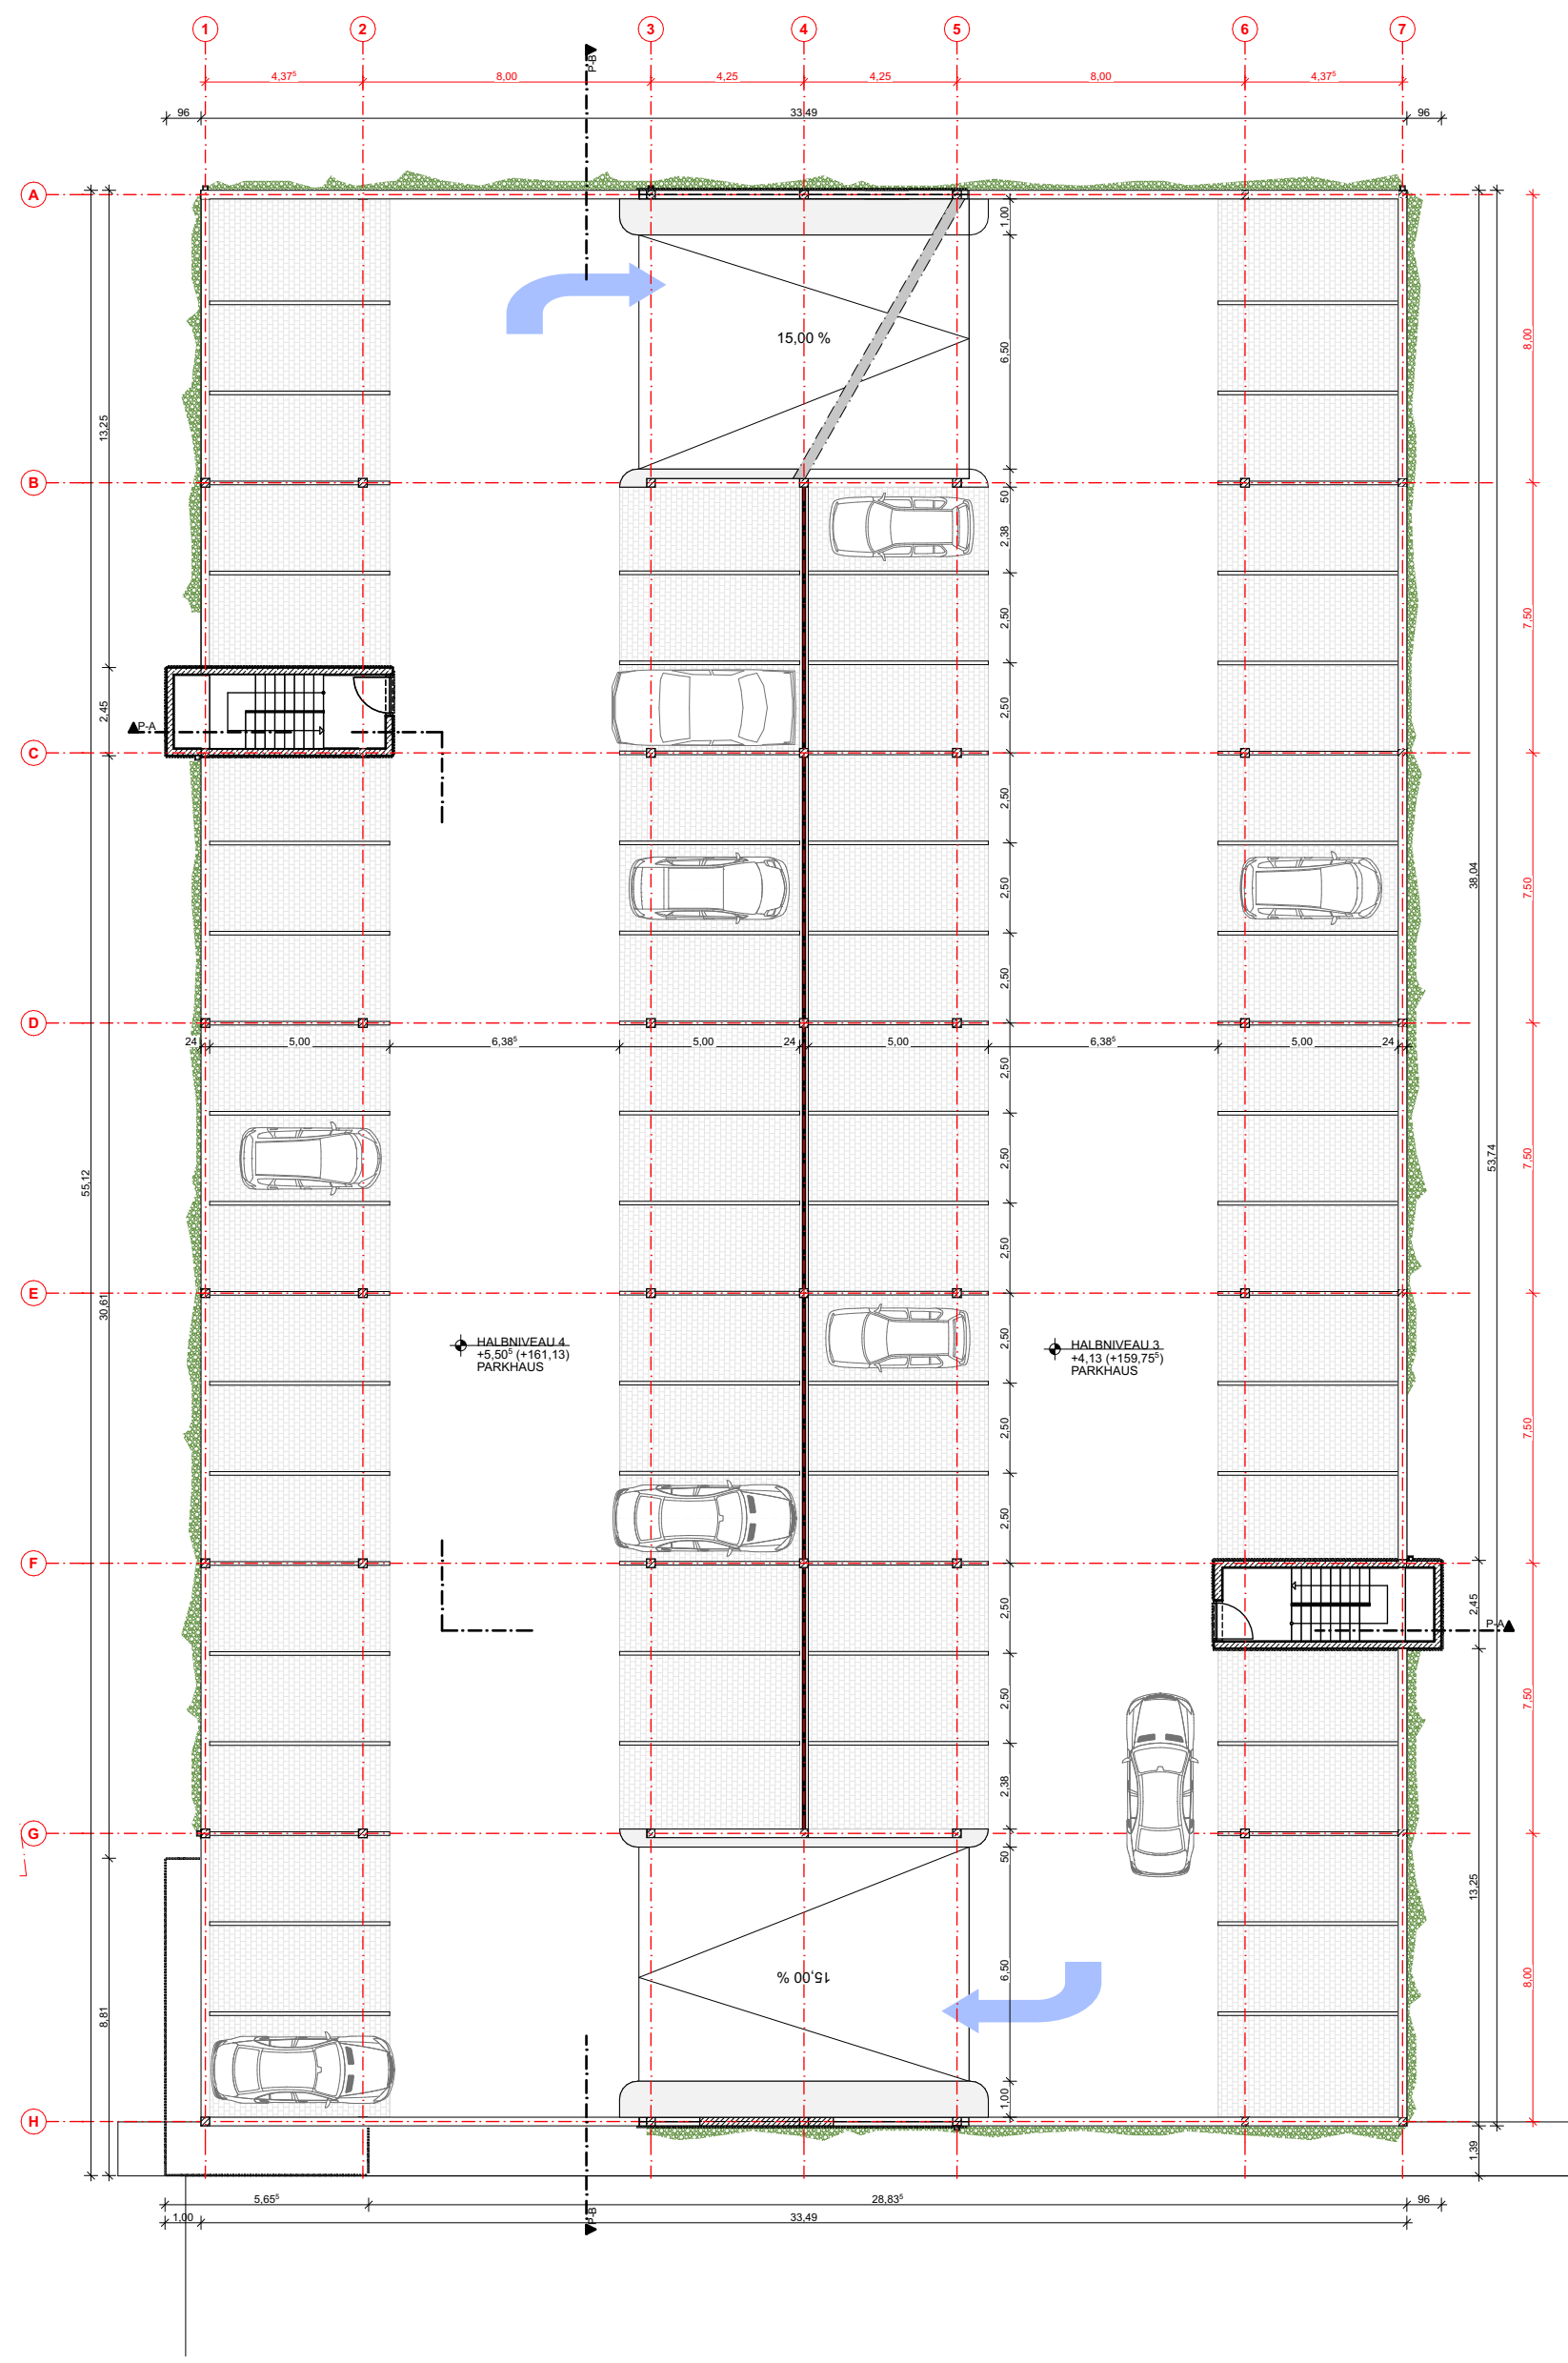 1 2 3 4 5 6 7
4,37⁵ 8,00 4,25 4,25 8,00 4,37⁵
P-B
96 33,49 96
A
1,00
15,00 %
6,50
8,00
13,25
B
50
2,38
2,50
7,50
2,45
P-A
2,50
C
2,50
2,50
38,04
7,50
2,50
D
24 5,00 6,38⁵ 5,00 24 5,00 6,38⁵ 5,00 24
2,50
2,50
7,50
55,12
53,74
2,50
E
30,61
HALBNIVEAU 4
+5,50⁵ (+161,13)
PARKHAUS
HALBNIVEAU 3
+4,13 (+159,75⁵)
PARKHAUS
2,50
2,50
7,50
2,50
F
2,50
2,45
P-A
2,50
7,50
2,38
G
50
13,25
15,00 %
6,50
8,00
8,81
1,00
H
1,39
5,65⁵ 28,83⁵ 96
1,00 33,49
P-B